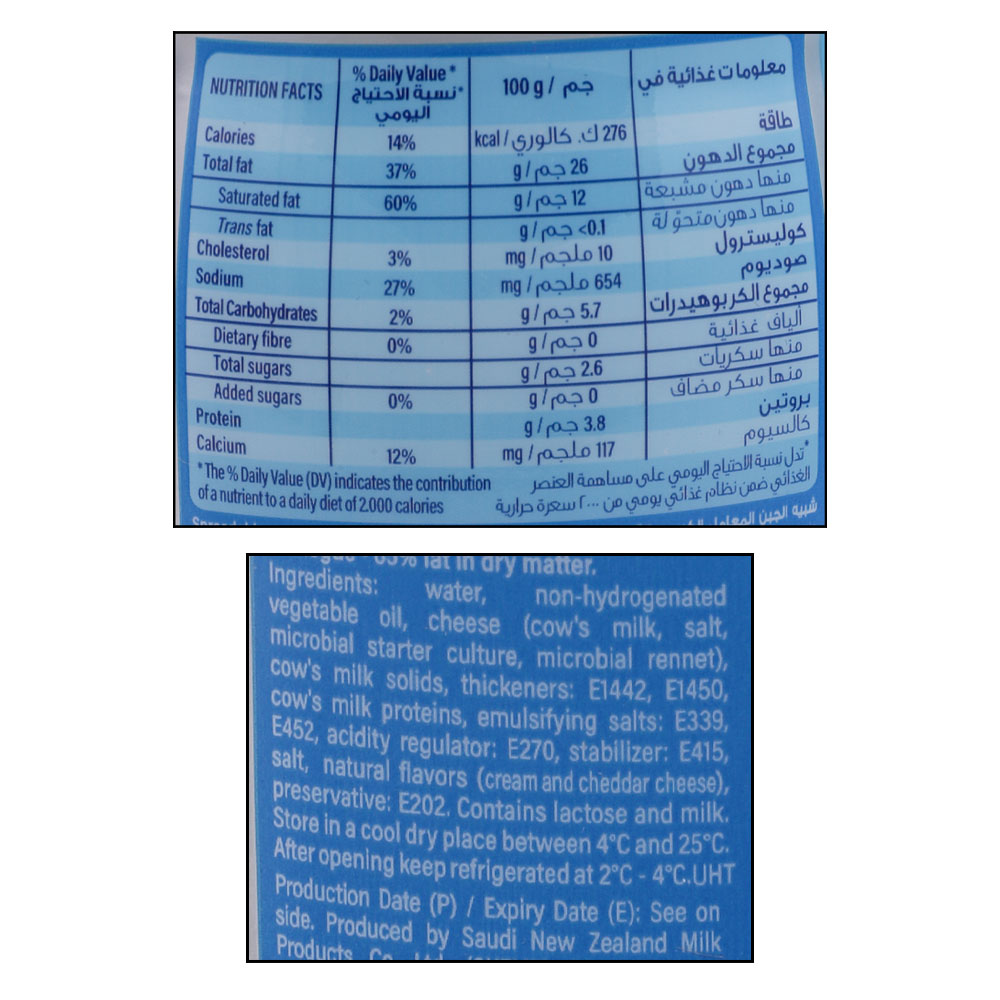 NUTRITION FACTS % Daily Value * نسبة الاحتياج* اليومي 100 g / جم معلومات غذائية في
Calories 14% 276 ك. كالوري / kcal طاقة
Total fat 37% 26 جم / g مجموع الدهون
Saturated fat 60% 12 جم / g منها دهون مشبعة
Trans fat <0.1 جم / g منها دهون متحوّلة
Cholesterol 3% 10 ملجم / mg كوليسترول
Sodium 27% 654 ملجم / mg صوديوم
Total Carbohydrates 2% 5.7 جم / g مجموع الكربوهيدرات
Dietary fibre 0% 0 جم / g ألياف غذائية
Total sugars 2.6 جم / g منها سكريات
Added sugars 0% 0 جم / g منها سكر مضاف
Protein 3.8 جم / g بروتين
Calcium 12% 117 ملجم / mg كالسيوم
*The % Daily Value (DV) indicates the contribution
of a nutrient to a daily diet of 2.000 calories
*تدل نسبة الاحتياج اليومي على مساهمة العنصر
الغذائي ضمن نظام غذائي يومي من ٢٠٠٠ سعرة حرارية
شبيه الجبن المعامل
fat in dry matter.
Ingredients: water, non-hydrogenated
vegetable oil, cheese (cow's milk, salt,
microbial starter culture, microbial rennet),
cow's milk solids, thickeners: E1442, E1450,
cow's milk proteins, emulsifying salts: E339,
E452, acidity regulator: E270, stabilizer: E415,
salt, natural flavors (cream and cheddar cheese),
preservative: E202. Contains lactose and milk.
Store in a cool dry place between 4°C and 25°C.
After opening keep refrigerated at 2°C - 4°C.UHT
Production Date (P) / Expiry Date (E): See on
side. Produced by Saudi New Zealand Milk
Products Co.